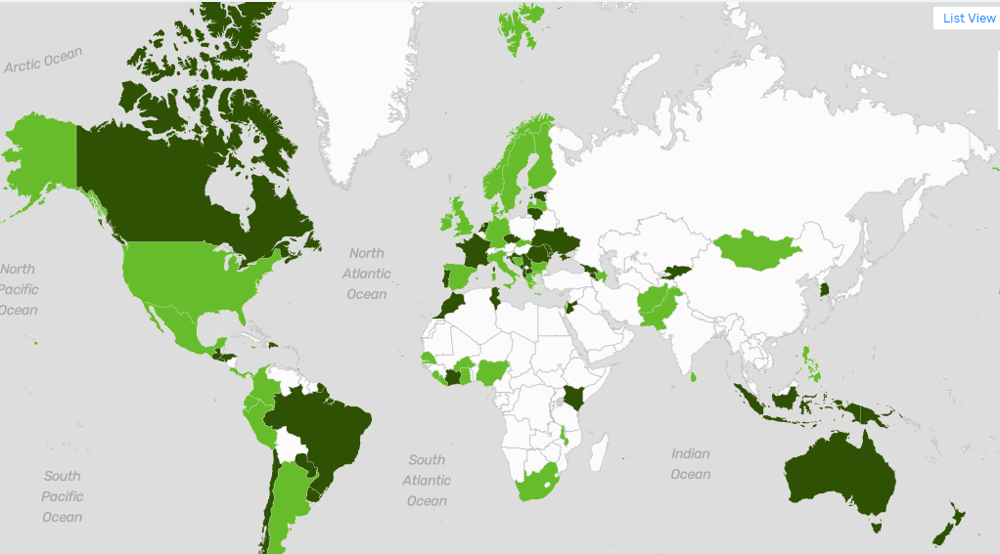 List View
Arctic Ocean
North
Atlantic
Ocean
North
Pacific
Ocean
South
Atlantic
Ocean
Indian
Ocean
South
Pacific
Ocean